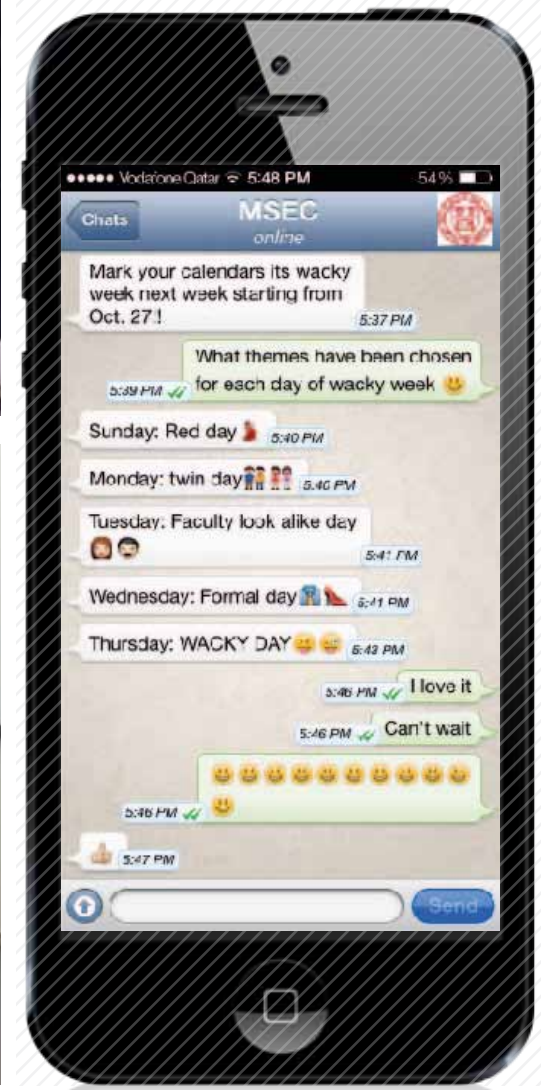 Vodafone Qatar 5:48 PM 54%
Chats
MSEC
online
Mark your calendars its wacky
week next week starting from
Oct. 27!
5:37 PM
What themes have been chosen
5:39 PM for each day of wacky week
Sunday: Red day 5:40 PM
Monday: twin day 5:40 PM
Tuesday: Faculty look alike day
5:41 PM
Wednesday: Formal day 5:41 PM
Thursday: WACKY DAY 5:43 PM
5:46 PM I love it
5:46 PM Can't wait
5:46 PM
5:47 PM
Send